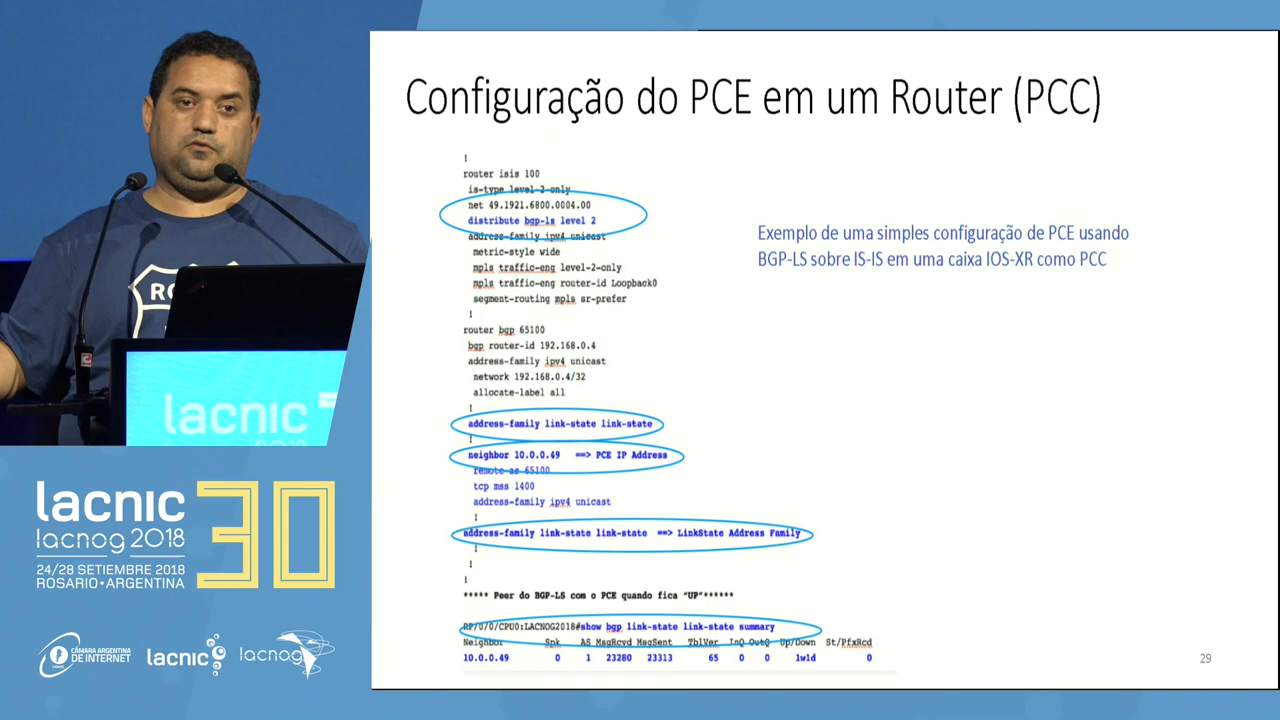 Configuração do PCE em um Router (PCC)
!
router isis 100
is-type level-2-only
net 49.1921.6800.0004.00
distribute bgp-ls level 2
address-family ipv4 unicast
metric-style wide
mpls traffic-eng level-2-only
mpls traffic-eng router-id Loopback0
segment-routing mpls sr-prefer
!
router bgp 65100
bgp router-id 192.168.0.4
address-family ipv4 unicast
network 192.168.0.4/32
allocate-label all
!
address-family link-state link-state
!
neighbor 10.0.0.49 ==> PCE IP Address
remote-as 65100
tcp mss 1400
address-family ipv4 unicast
!
address-family link-state link-state ==> LinkState Address Family
!
!
!
***** Peer do BGP-LS com o PCE quando fica “UP”******
RP/0/0/CPU0:LACNOG2018#show bgp link-state link-state summary
Neighbor Spk AS MsgRcvd MsgSent TblVer InQ OutQ Up/Down St/PfxRcd
10.0.0.49 0 1 23280 23313 65 0 0 1w1d 0
Exemplo de uma simples configuração de PCE usando
BGP-LS sobre IS-IS em uma caixa IOS-XR como PCC
29
lacnic
lacnic 30
lacnog 2018
24/28 SETIEMBRE 2018
ROSARIO•ARGENTINA
CÁMARA ARGENTINA
DE INTERNET
lacnic
lacnog